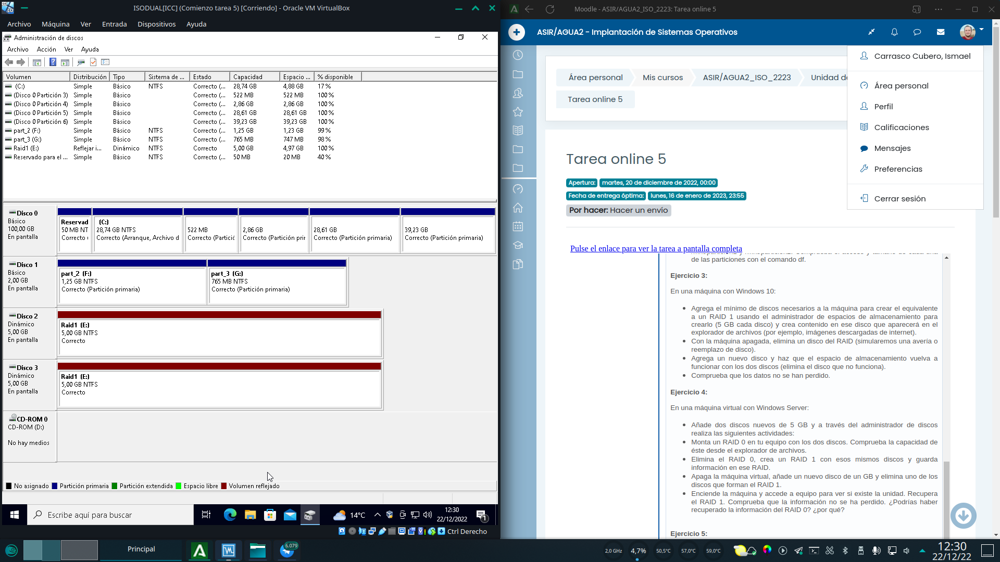 ISODUAL[ICC] (Comienzo tarea 5) [Corriendo] - Oracle VM VirtualBox
Archivo Máquina Ver Entrada Dispositivos Ayuda
Administración de discos
Archivo Acción Ver Ayuda
Volumen Distribución Tipo Sistema de ... Estado Capacidad Espacio ... % disponible
(C:) Simple Básico NTFS Correcto (... 28,74 GB 4,88 GB 17 %
(Disco 0 Partición 3) Simple Básico Correcto (... 522 MB 522 MB 100 %
(Disco 0 Partición 4) Simple Básico Correcto (... 2,86 GB 2,86 GB 100 %
(Disco 0 Partición 5) Simple Básico Correcto (... 28,61 GB 28,61 GB 100 %
(Disco 0 Partición 6) Simple Básico Correcto (... 39,23 GB 39,23 GB 100 %
part_2 (F:) Simple Básico NTFS Correcto (... 1,25 GB 1,23 GB 99 %
part_3 (G:) Simple Básico NTFS Correcto (... 765 MB 747 MB 98 %
Raid1 (E:) Reflejar i... Dinámico NTFS Correcto 5,00 GB 4,97 GB 100 %
Reservado para el ... Simple Básico NTFS Correcto (... 50 MB 20 MB 40 %
Disco 0
Básico
100,00 GB
En pantalla
Reservad
50 MB NT
Correcto (
(C:)
28,74 GB NTFS
Correcto (Arranque, Archivo d
522 MB
Correcto (Partició
2,86 GB
Correcto (Partición prin
28,61 GB
Correcto (Partición primaria)
39,23 GB
Correcto (Partición primaria)
Disco 1
Básico
2,00 GB
En pantalla
part_2 (F:)
1,25 GB NTFS
Correcto (Partición primaria)
part_3 (G:)
765 MB NTFS
Correcto (Partición primaria)
Disco 2
Dinámico
5,00 GB
En pantalla
Raid1 (E:)
5,00 GB NTFS
Correcto
Disco 3
Dinámico
5,00 GB
En pantalla
Raid1 (E:)
5,00 GB NTFS
Correcto
CD-ROM 0
CD-ROM (D:)
No hay medios
No asignado Partición primaria Partición extendida Espacio libre Volumen reflejado
Escribe aquí para buscar
14°C
12:30
22/12/2022
1
Ctrl Derecho
Moodle - ASIR/AGUA2_ISO_2223: Tarea online 5
ASIR/AGUA2 - Implantación de Sistemas Operativos
Carrasco Cubero, Ismael
Área personal
Perfil
Calificaciones
Mensajes
Preferencias
Cerrar sesión
Área personal Mis cursos ASIR/AGUA2_ISO_2223 Unidad de
Tarea online 5
Tarea online 5
Apertura: martes, 20 de diciembre de 2022, 00:00
Fecha de entrega óptima: lunes, 16 de enero de 2023, 23:55
Por hacer: Hacer un envío
Pulse el enlace para ver la tarea a pantalla completa
de las particiones con el comando df.
Ejercicio 3:
En una máquina con Windows 10:
Agrega el mínimo de discos necesarios a la máquina para crear el equivalente
a un RAID 1 usando el administrador de espacios de almacenamiento para
crearlo (5 GB cada disco) y crea contenido en ese disco que aparecerá en el
explorador de archivos (por ejemplo, imágenes descargadas de internet).
Con la máquina apagada, elimina un disco del RAID (simularemos una avería o
reemplazo de disco).
Agrega un nuevo disco y haz que el espacio de almacenamiento vuelva a
funcionar con los dos discos (elimina el disco que no funciona).
Comprueba que los datos no se han perdido.
Ejercicio 4:
En una máquina virtual con Windows Server:
Añade dos discos nuevos de 5 GB y a través del administrador de discos
realiza las siguientes actividades:
Monta un RAID 0 en tu equipo con los dos discos. Comprueba la capacidad de
éste desde el explorador de archivos.
Elimina el RAID 0, crea un RAID 1 con esos mismos discos y guarda
información en ese RAID.
Apaga la máquina virtual, añade un nuevo disco de un GB y elimina uno de los
discos que forman el RAID 1.
Enciende la máquina y accede a equipo para ver si existe la unidad. Recupera
el RAID 1. Comprueba que la información no se ha perdido. ¿Podrías haber
recuperado la información del RAID 0? ¿por qué?
Ejercicio 5:
Principal
6.079
2,0 GHz 4,7% 50,5°C 57,0°C 59,0°C
12:30
22/12/22